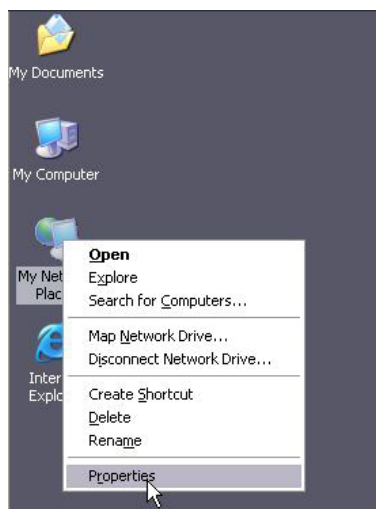 My Documents
My Computer
My Net
Plac
Inter
Explo
Open
Explore
Search for Computers...
Map Network Drive...
Disconnect Network Drive...
Create Shortcut
Delete
Rename
Properties